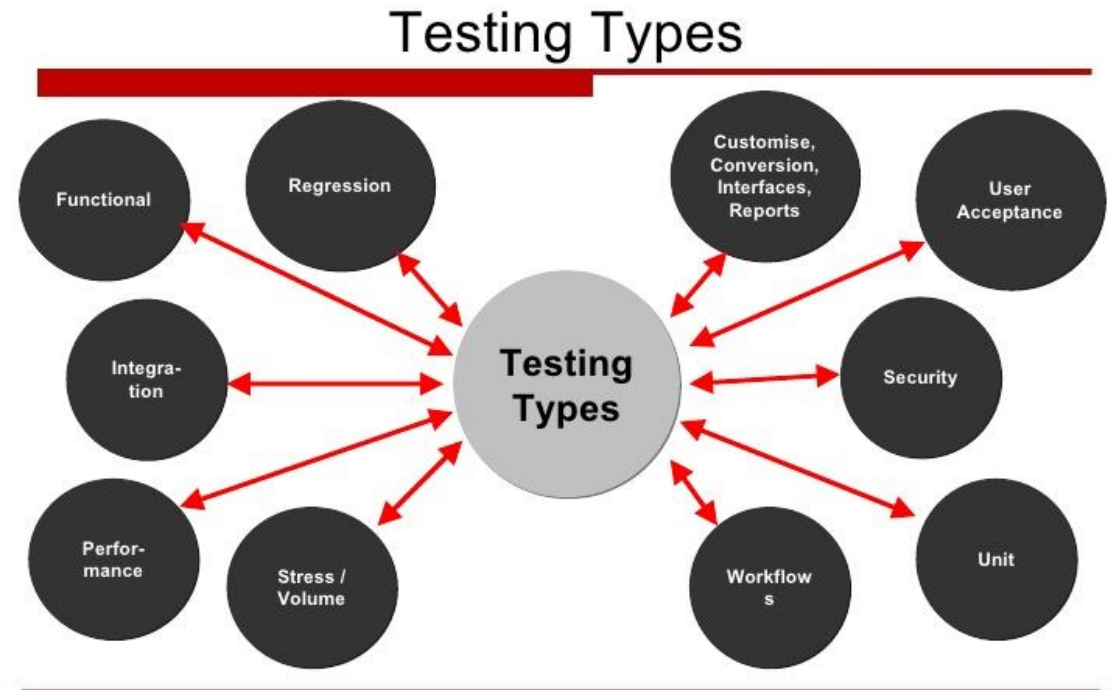 Testing Types
Functional
Regression
Customise,
Conversion,
Interfaces,
Reports
User
Acceptance
Integra-
tion
Testing
Types
Security
Perfor-
mance
Stress /
Volume
Workflow
s
Unit